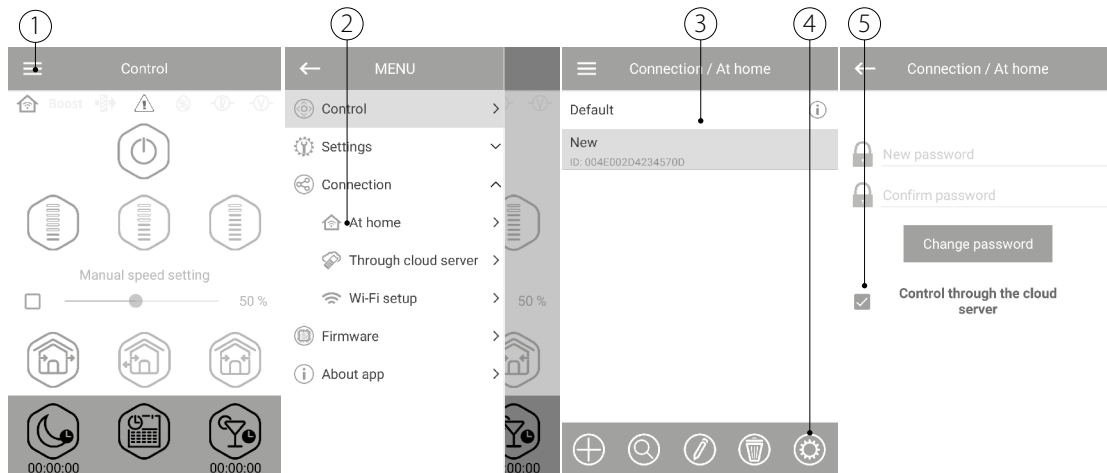 1
2
3
4
5
Control
Boost
Manual speed setting
50 %
00:00:00
00:00:00
MENU
Control
Settings
Connection
At home
Through cloud server
Wi-Fi setup
Firmware
About app
50 %
00:00
Connection / At home
Default
New
ID: 004E002D4234570D
Connection / At home
New password
Confirm password
Change password
Control through the cloud
server